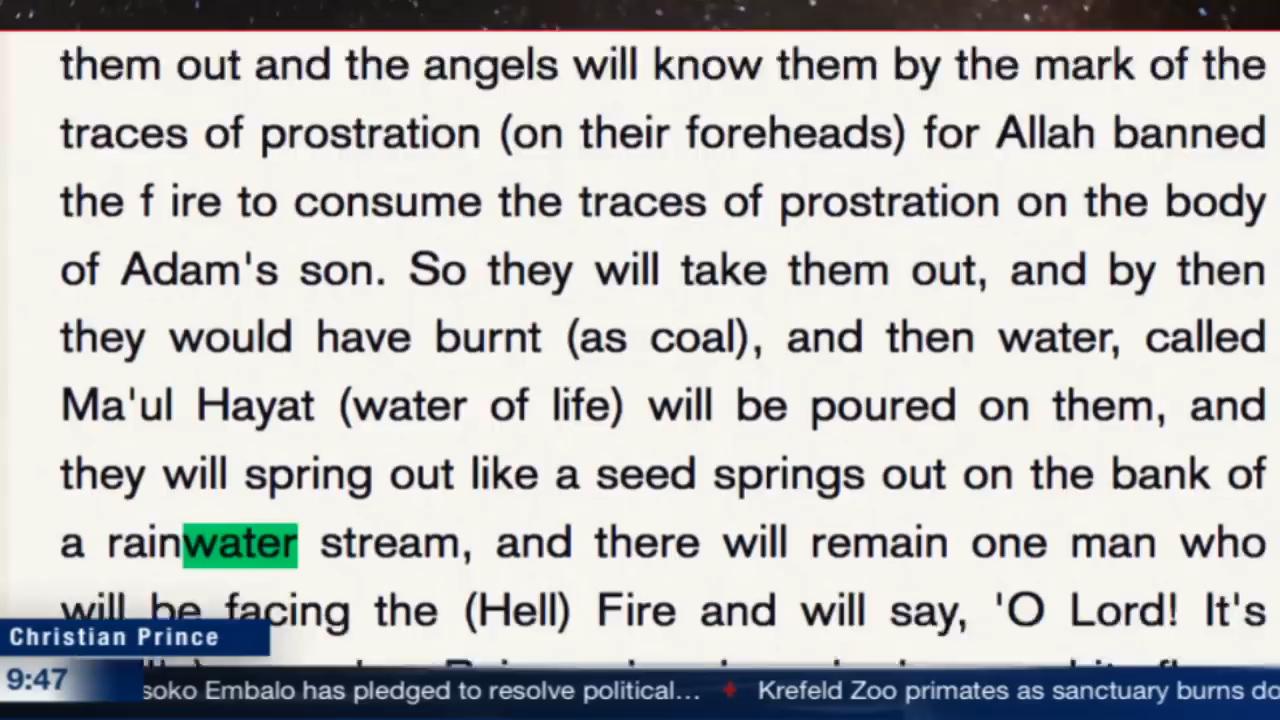 them out and the angels will know them by the mark of the
traces of prostration (on their foreheads) for Allah banned
the f ire to consume the traces of prostration on the body
of Adam's son. So they will take them out, and by then
they would have burnt (as coal), and then water, called
Ma'ul Hayat (water of life) will be poured on them, and
they will spring out like a seed springs out on the bank of
a rainwater stream, and there will remain one man who
will be facing the (Hell) Fire and will say, 'O Lord! It's
Christian Prince
9:47
soko Embalo has pledged to resolve political... Krefeld Zoo primates as sanctuary burns do